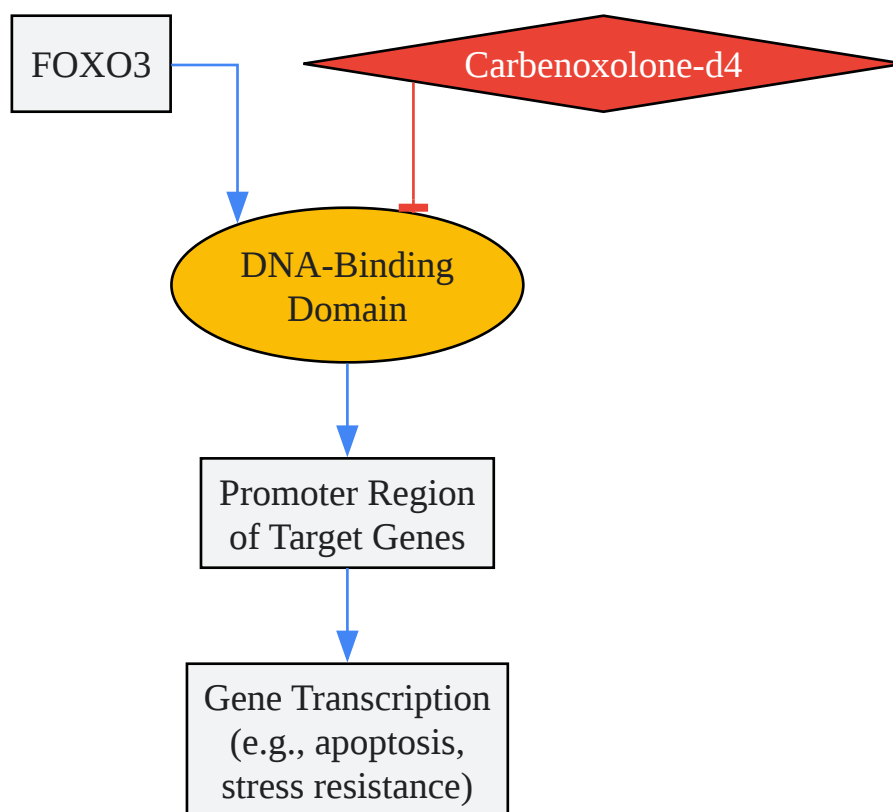 FOXO3
Carbenoxolone-d4
DNA-Binding
Domain
Promoter Region
of Target Genes
Gene Transcription
(e.g., apoptosis,
stress resistance)